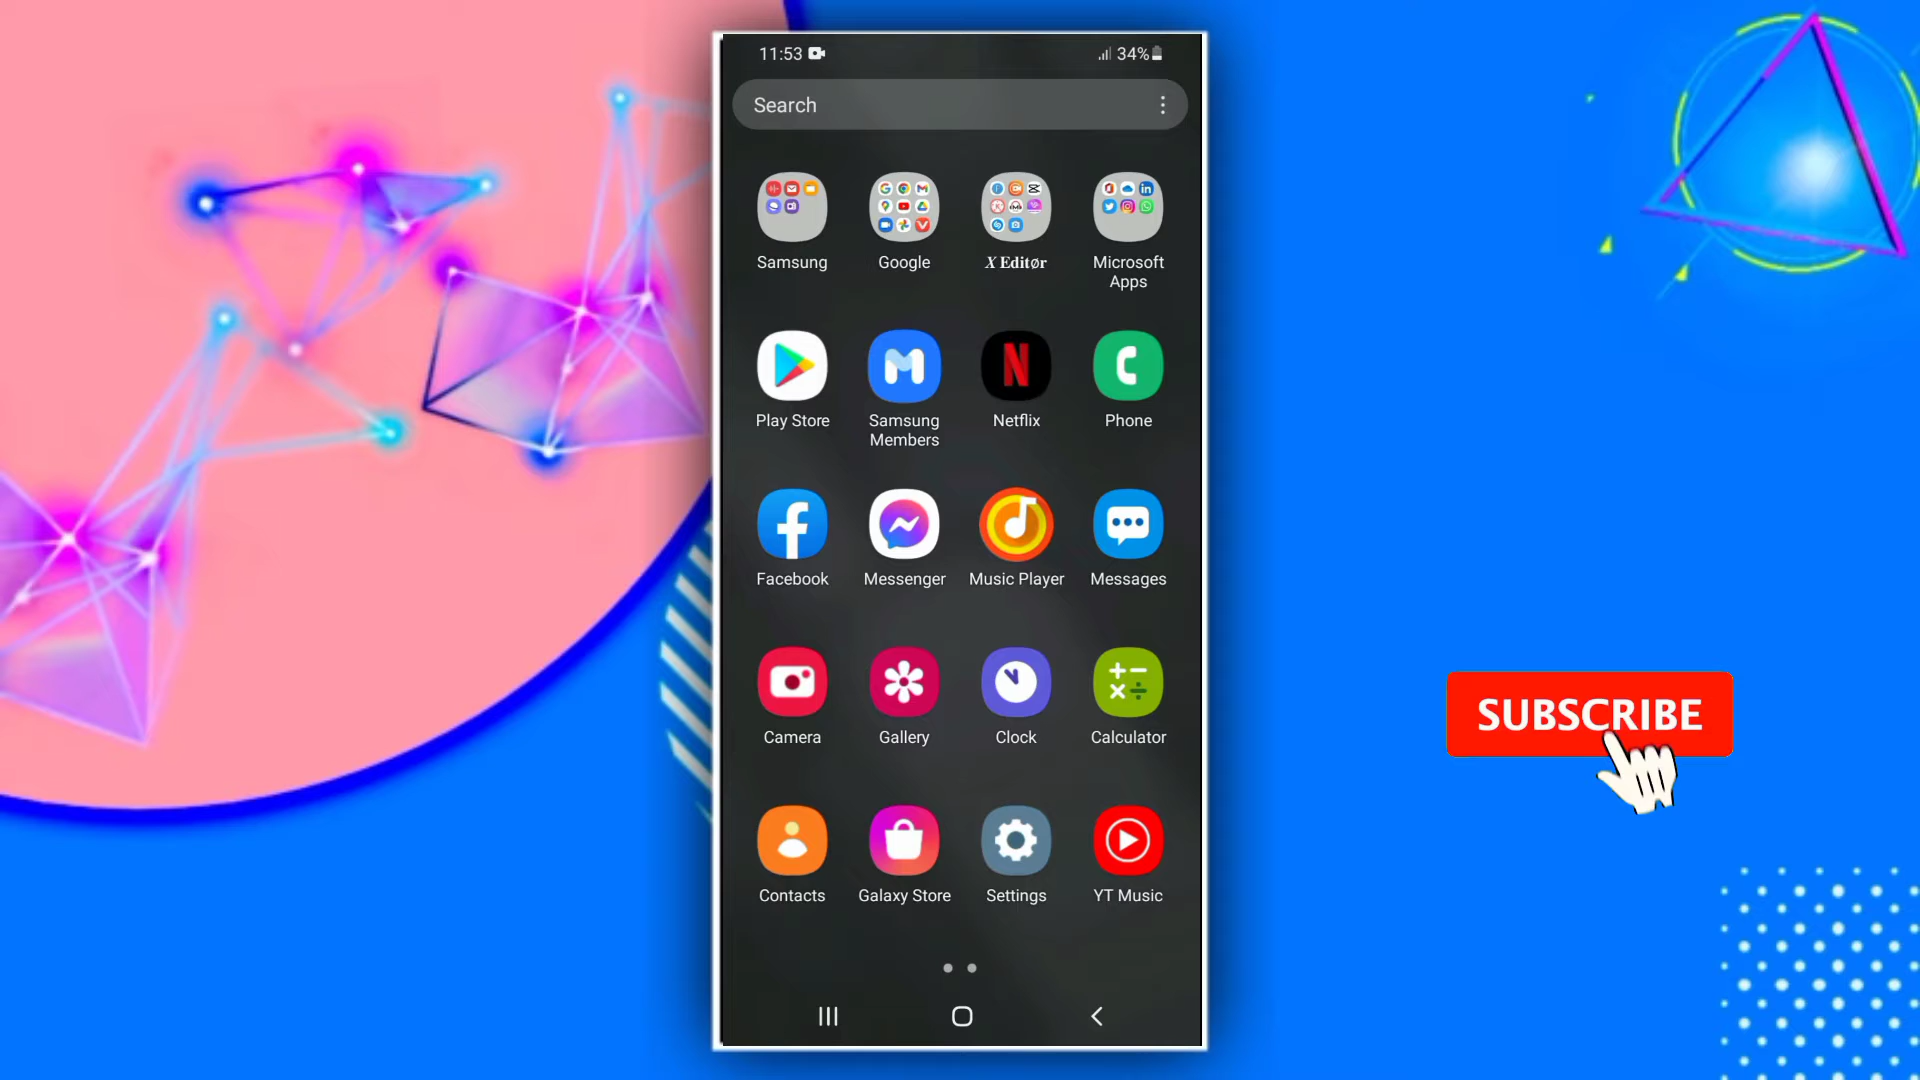 11:53
34%
Search
Samsung
Google
X Editør
Microsoft
Apps
Play Store
Samsung
Members
Netflix
Phone
Facebook
Messenger
Music Player
Messages
Camera
Gallery
Clock
Calculator
Contacts
Galaxy Store
Settings
YT Music
SUBSCRIBE